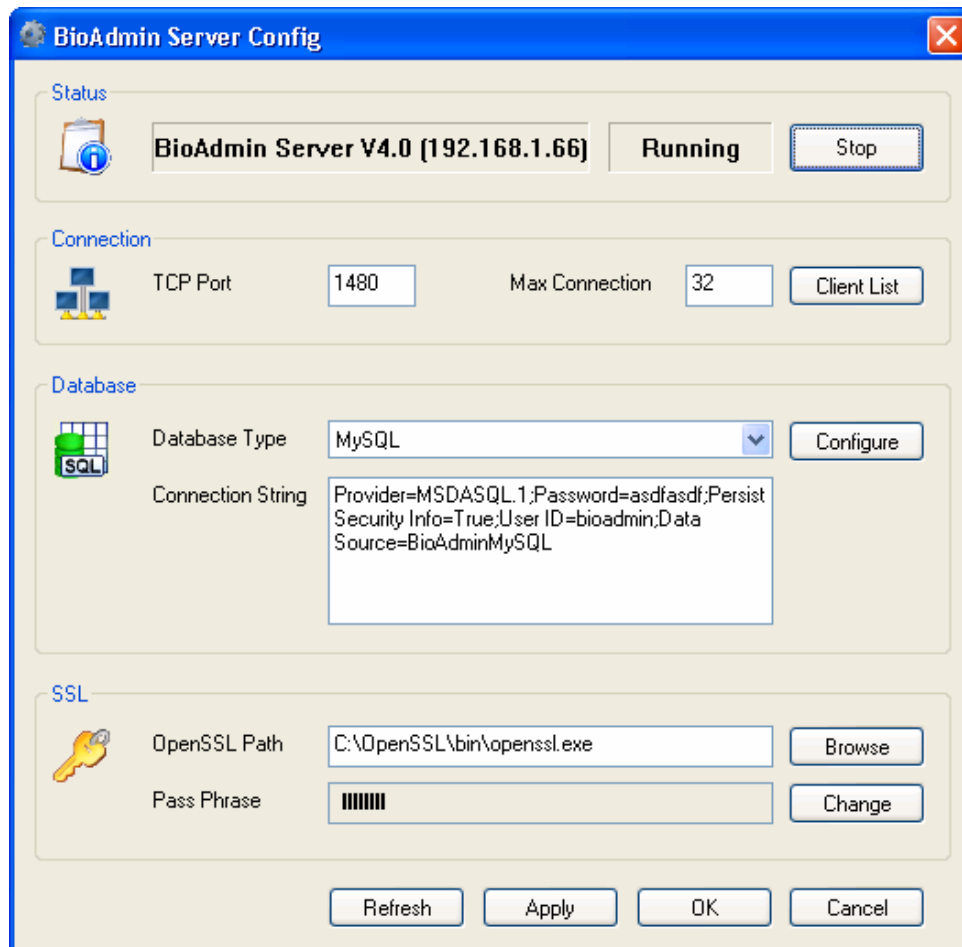 BioAdmin Server Config
Status
BioAdmin Server V4.0 (192.168.1.66) Running Stop
Connection
TCP Port 1480 Max Connection 32 Client List
Database
Database Type MySQL Configure
Connection String Provider=MSDASQL.1;Password=asdfasdf;Persist
Security Info=True;User ID=bioadmin;Data
Source=BioAdminMySQL
SQL
SSL
OpenSSL Path C:\OpenSSL\bin\openssl.exe Browse
Pass Phrase Change
Refresh Apply OK Cancel